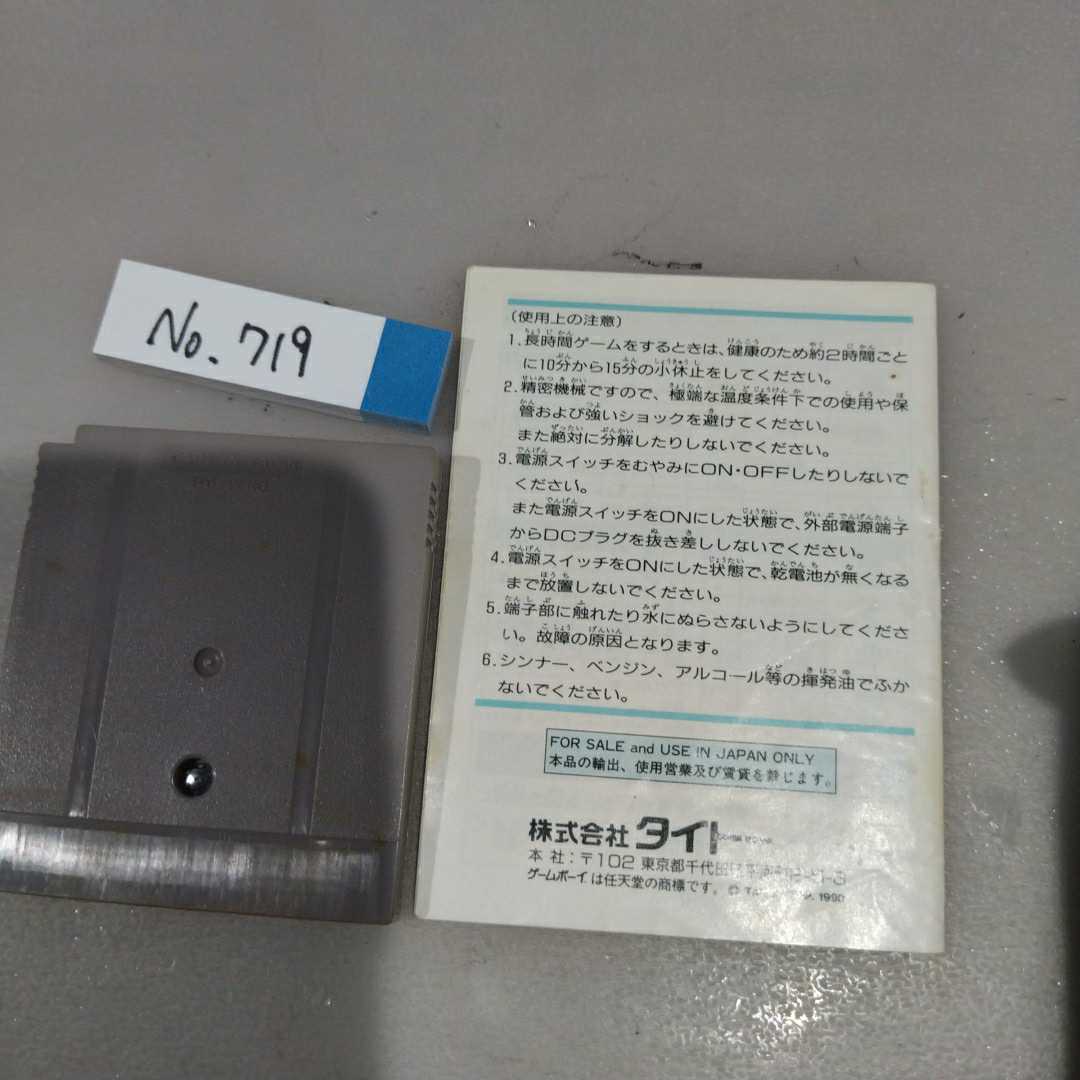 No. 719
(使用上の注意)
1.長時間ゲームをするときは、健康のため約2時間ごと
に10分から15分の小休止をしてください。
2.精密機械ですので、極端な温度条件下での使用や保
管および強いショックを避けてください。
また絶対に分解したりしないでください。
3.電源スイッチをむやみにON・OFFしたりしないで
ください。
また電源スイッチをONにした状態で、外部電源端子
からDCプラグを抜き差ししないでください。
4.電源スイッチをONにした状態で、乾電池が無くなる
まで放置しないでください。
5.端子部に触れたり水にぬらさないようにしてくださ
い。故障の原因となります。
6.シンナー、ベンジン、アルコール等の揮発油でふか
ないでください。
FOR SALE and USE IN JAPAN ONLY
本品の輸出、使用営業及び賃貸を禁じます。
株式会社 タイトー
本社:〒102 東京都千代田区
ゲームボーイは任天堂の商標です。 © 1990